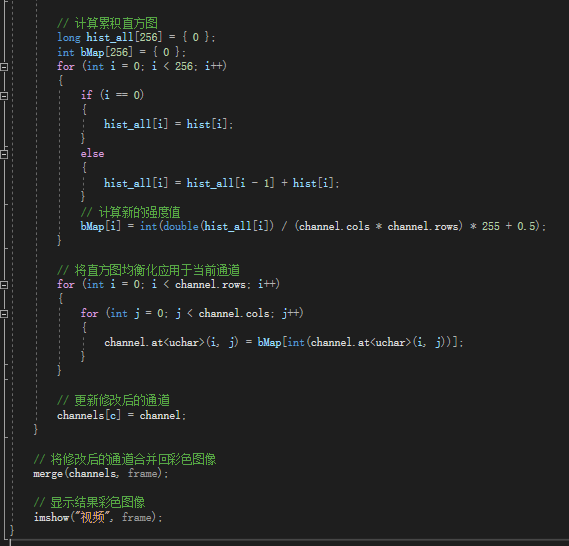 // 计算累积直方图
long hist_all[256] = { 0 };
int bMap[256] = { 0 };
for (int i = 0; i < 256; i++)
{
if (i == 0)
{
hist_all[i] = hist[i];
}
else
{
hist_all[i] = hist_all[i - 1] + hist[i];
}
// 计算新的强度值
bMap[i] = int(double(hist_all[i]) / (channel.cols * channel.rows) * 255 + 0.5);
}
// 将直方图均衡化应用于当前通道
for (int i = 0; i < channel.rows; i++)
{
for (int j = 0; j < channel.cols; j++)
{
channel.at<uchar>(i, j) = bMap[int(channel.at<uchar>(i, j))];
}
}
// 更新修改后的通道
channels[c] = channel;
}
// 将修改后的通道合并回彩色图像
merge(channels, frame);
// 显示结果彩色图像
imshow("视频", frame);
}